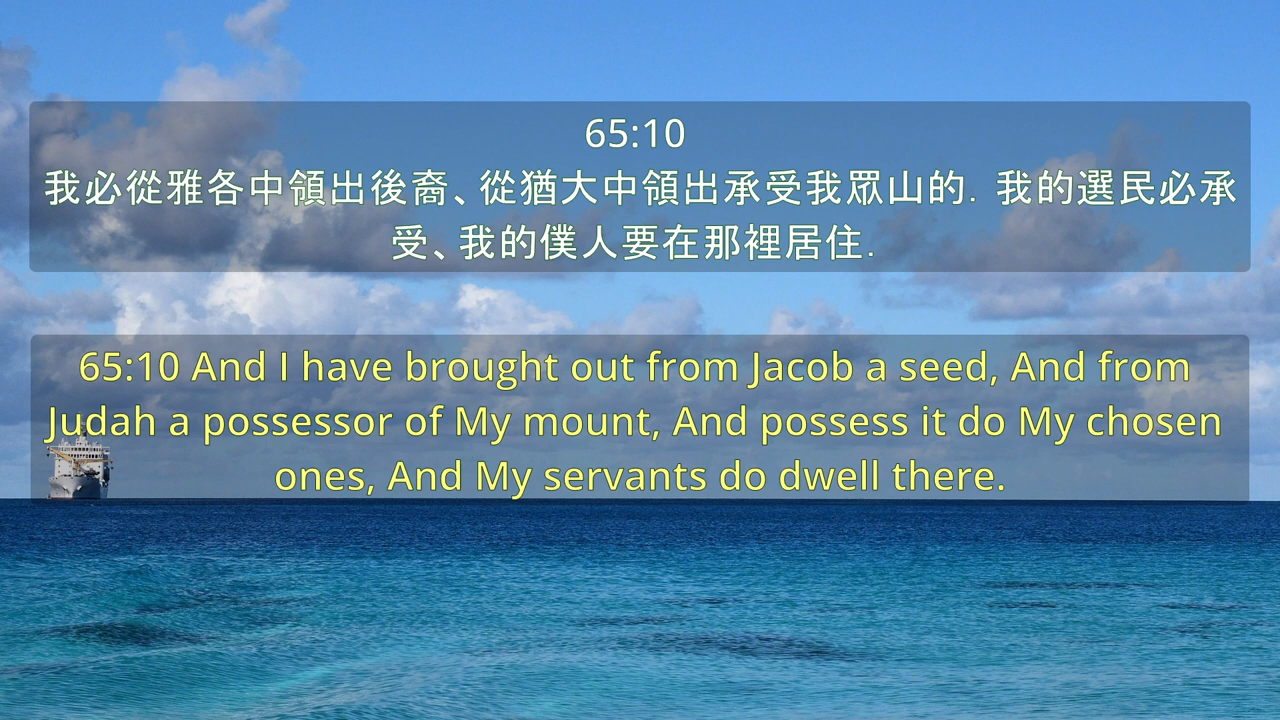 65:10
我必從雅各中領出後裔、從猶大中領出承受我眾山的. 我的選民必承
受、我的僕人要在那裡居住.
65:10 And I have brought out from Jacob a seed, And from
Judah a possessor of My mount, And possess it do My chosen
ones, And My servants do dwell there.